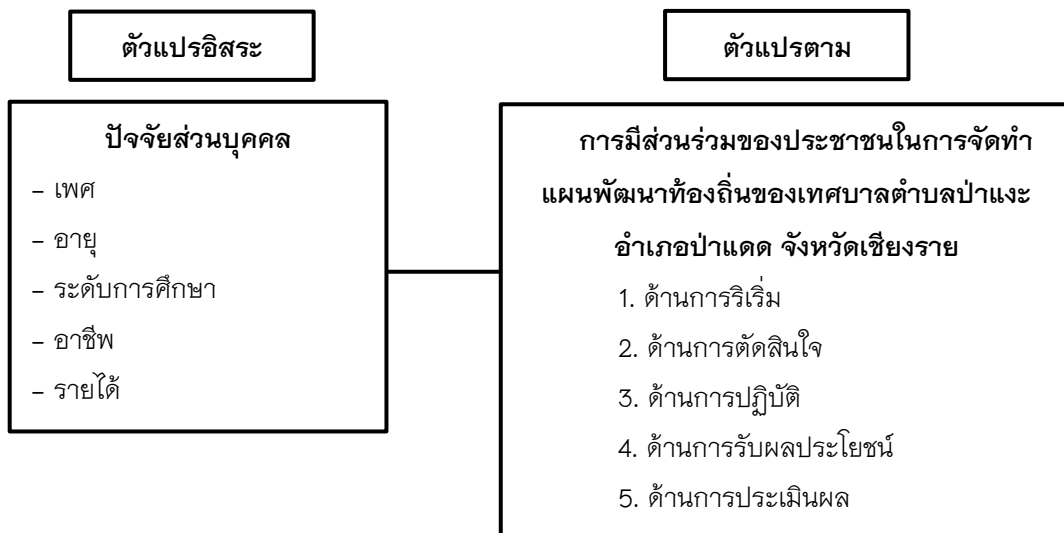 ตัวแปรอิสระ
ตัวแปรตาม
ปัจจัยส่วนบุคคล
– เพศ
– อายุ
– ระดับการศึกษา
– อาชีพ
– รายได้
การมีส่วนร่วมของประชาชนในการจัดทำ
แผนพัฒนาท้องถิ่นของเทศบาลตำบลป่าแงะ
อำเภอป่าแดด จังหวัดเชียงราย
1. ด้านการริเริ่ม
2. ด้านการตัดสินใจ
3. ด้านการปฏิบัติ
4. ด้านการรับผลประโยชน์
5. ด้านการประเมินผล